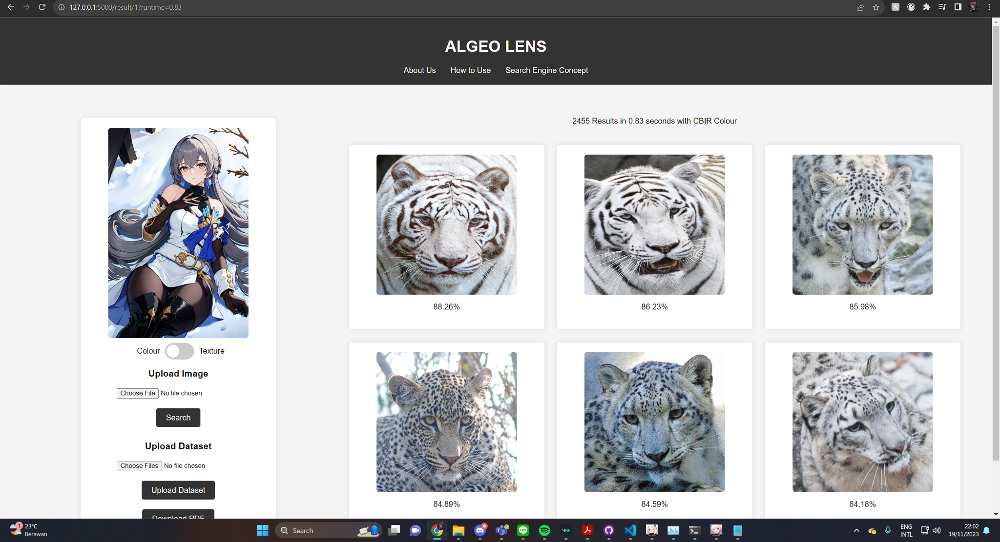 127.0.0.1:5000/result/1?runtime=0.83
ALGEO LENS
About Us How to Use Search Engine Concept
2455 Results in 0.83 seconds with CBIR Colour
88.26% 86.23% 85.98%
Colour Texture
Upload Image
Choose File No file chosen
Search
Upload Dataset
Choose Files No file chosen
Upload Dataset
84.89% 84.59% 84.18%
Download PDF
1
23°C
Berawan
Search
LINE
ENG
INTL
22:02
19/11/2023